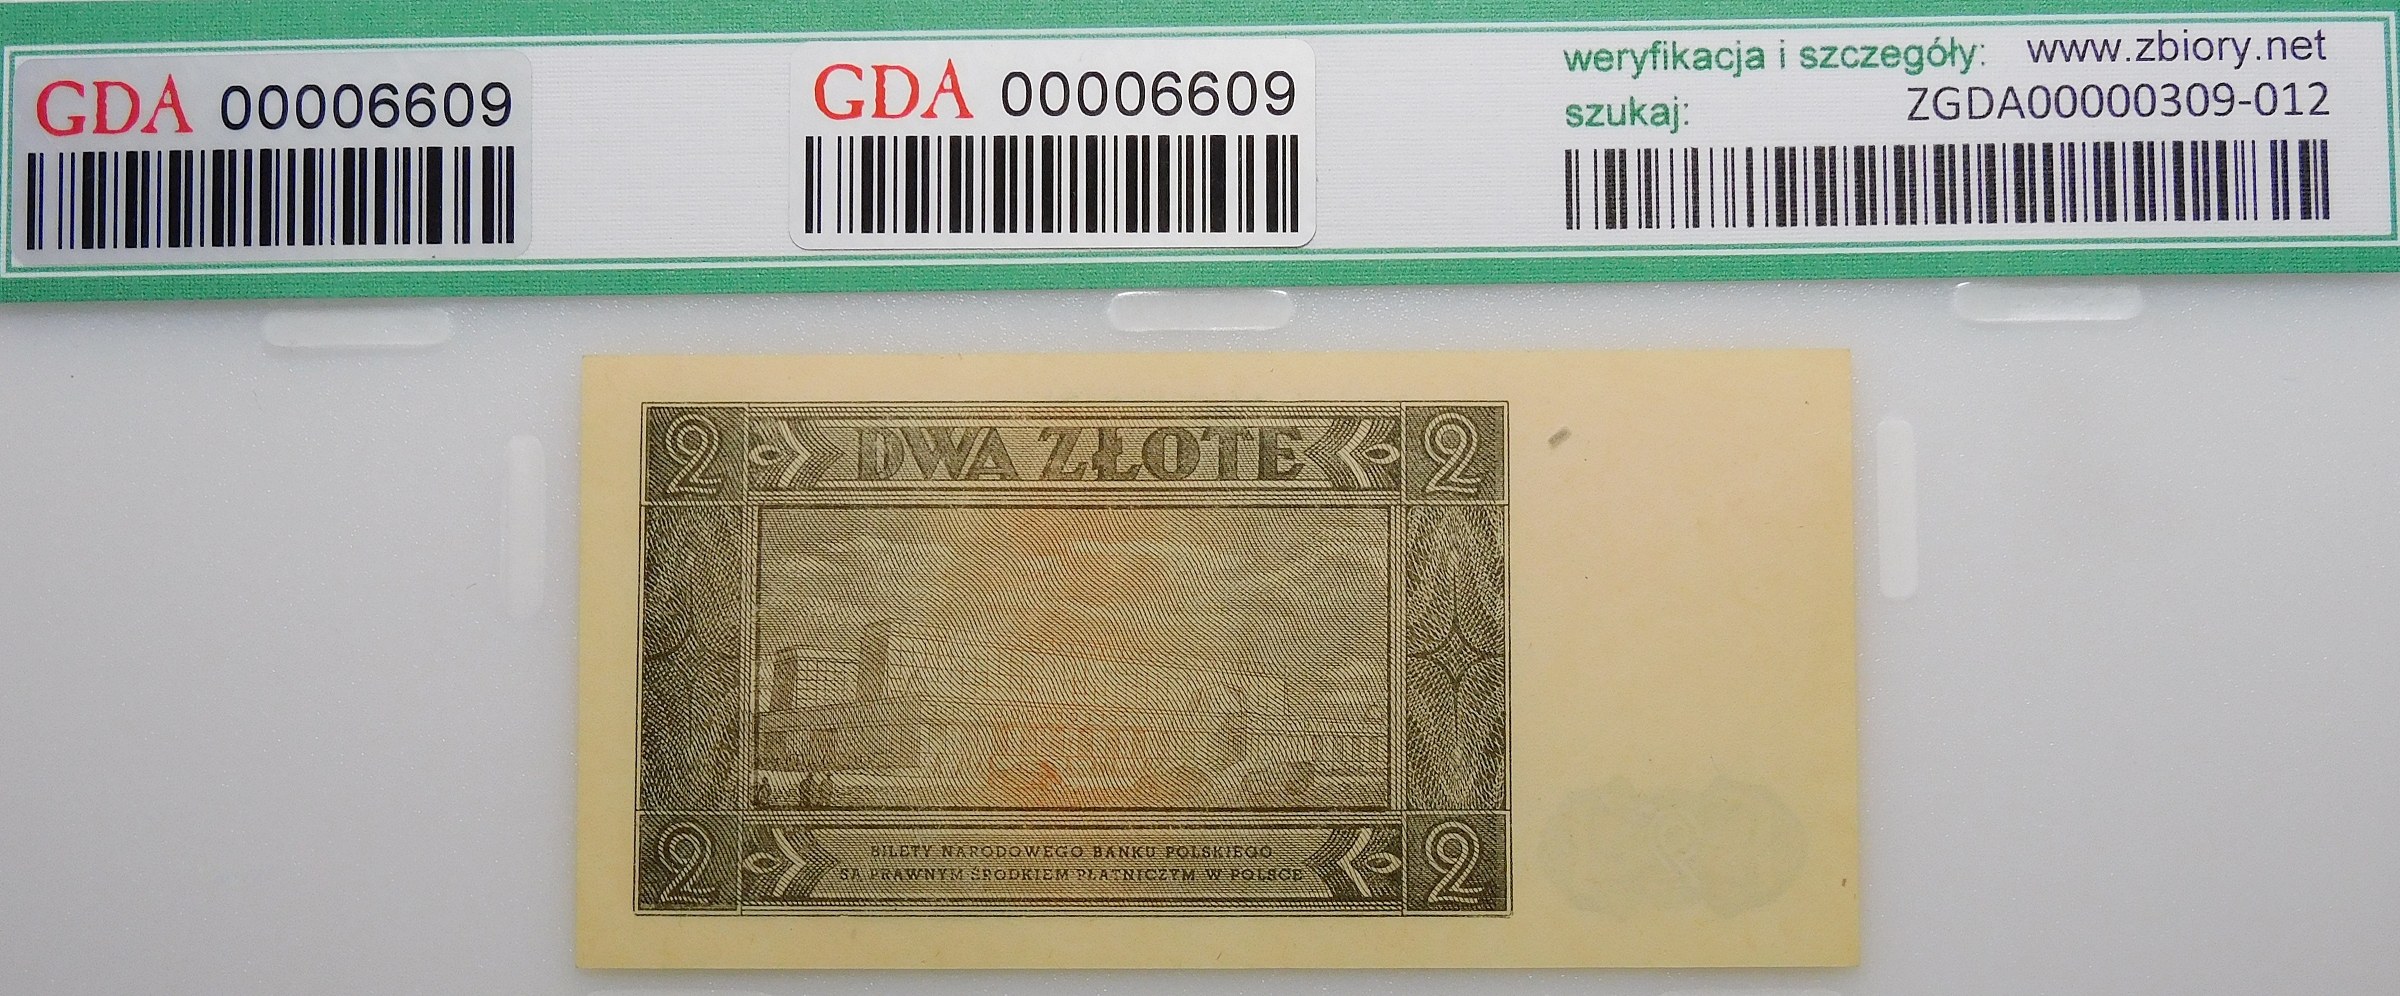 GDA 00006609
GDA 00006609
weryfikacja i szczegóły: www.zbiory.net
szukaj: ZGDA00000309-012
2 DWA ZŁOTE 2
2 BILETY NARODOWEGO BANKU POLSKIEGO 2
SĄ PRAWNYM ŚRODKIEM PŁATNICZYM W POLSCE